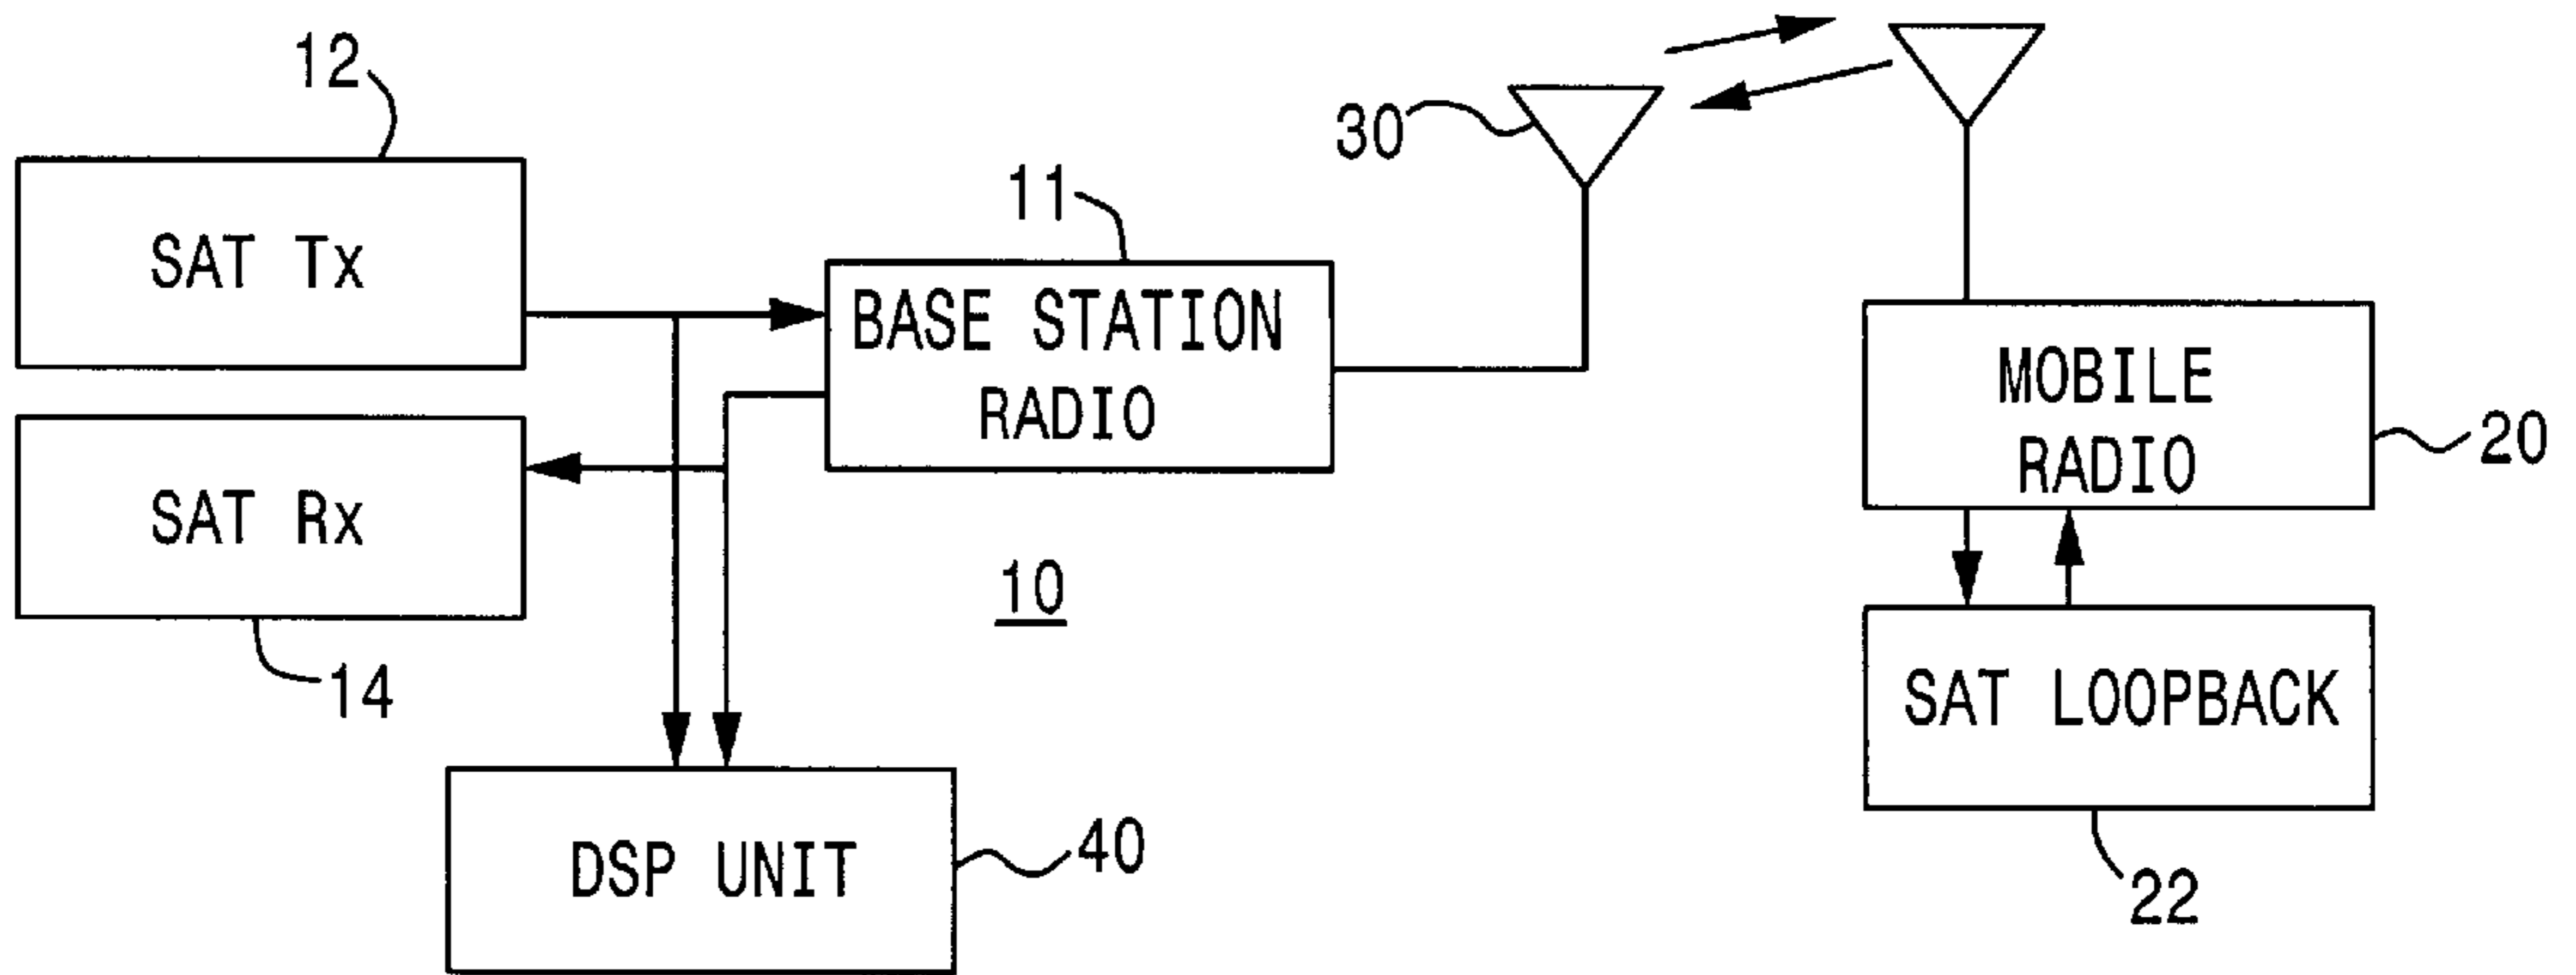 12
SAT Tx
11
BASE STATION
RADIO
30
MOBILE
RADIO
20
SAT Rx
14
10
SAT LOOPBACK
22
DSP UNIT
40